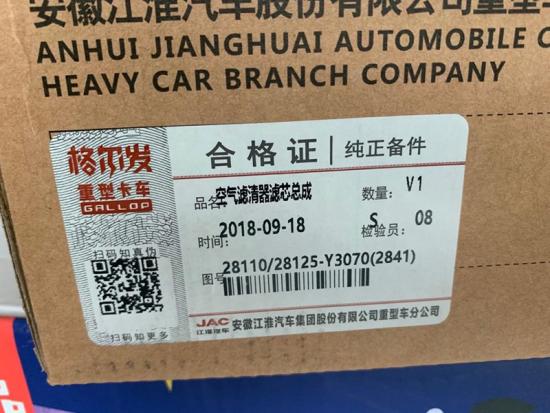 安徽江淮汽车股份有限公司重型车
ANHUI JIANGHUAI AUTOMOBILE C
HEAVY CAR BRANCH COMPANY
格尔发
重型卡车
GALLOP
扫码知真伪
扫码知更多
合格证 | 纯正备件
品名: 空气滤清器滤芯总成 数量: V1
时间: 2018-09-18 S 检验员: 08
图号 28110/28125-Y3070(2841)
JAC 江淮汽车 安徽江淮汽车集团股份有限公司重型车分公司